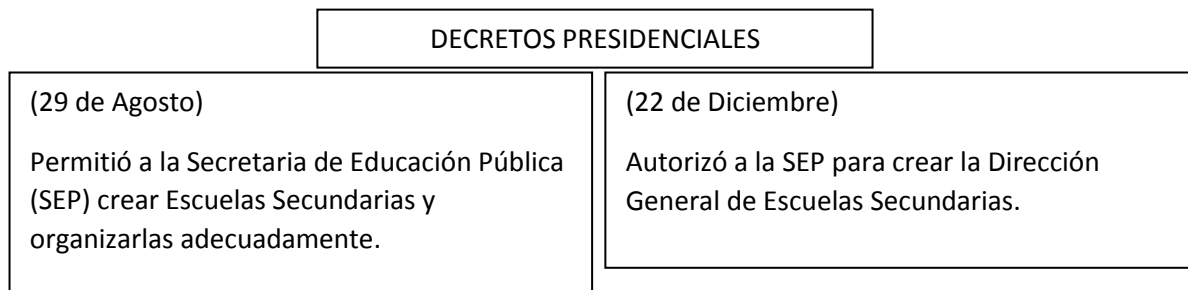 DECRETOS PRESIDENCIALES
(29 de Agosto)
Permitió a la Secretaria de Educación Pública
(SEP) crear Escuelas Secundarias y
organizarlas adecuadamente.
(22 de Diciembre)
Autorizó a la SEP para crear la Dirección
General de Escuelas Secundarias.